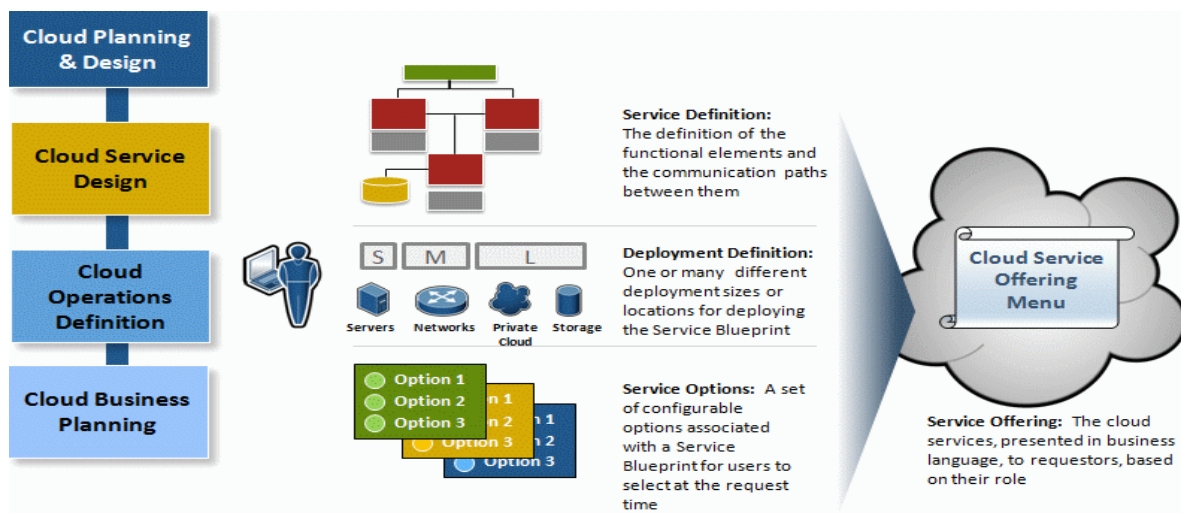 Cloud Planning
& Design
Cloud Service
Design
Cloud
Operations
Definition
Cloud Business
Planning
Service Definition:
The definition of the
functional elements and
the communication paths
between them
S M L
Servers Networks Private
Cloud Storage
Deployment Definition:
One or many different
deployment sizes or
locations for deploying
the Service Blueprint
Option 1
Option 2
Option 3
n 1
n 2
Option 3
1
n 2
Option 3
Service Options: A set
of configurable
options associated
with a Service
Blueprint for users to
select at the request
time
Cloud Service
Offering
Menu
Service Offering: The cloud
services, presented in business
language, to requestors, based
on their role